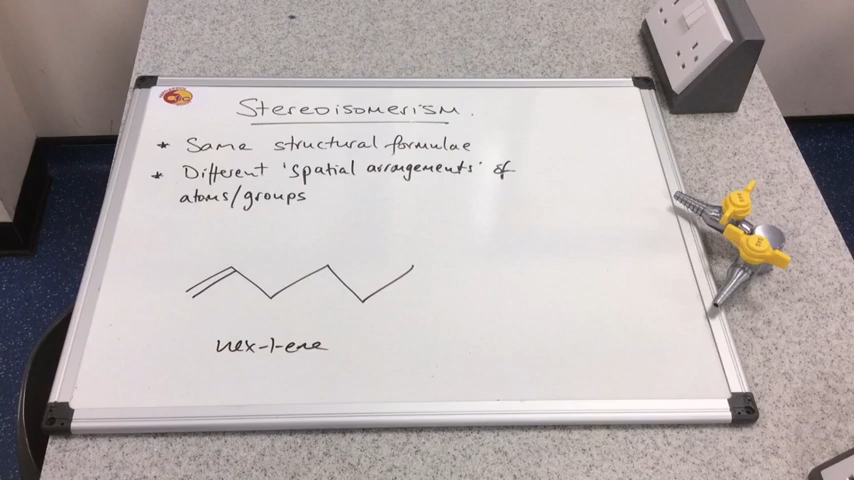 Stereoisomerism.
* Same structural formulae
* Different 'spatial arrangements' of
atoms/groups
hex-1-ene